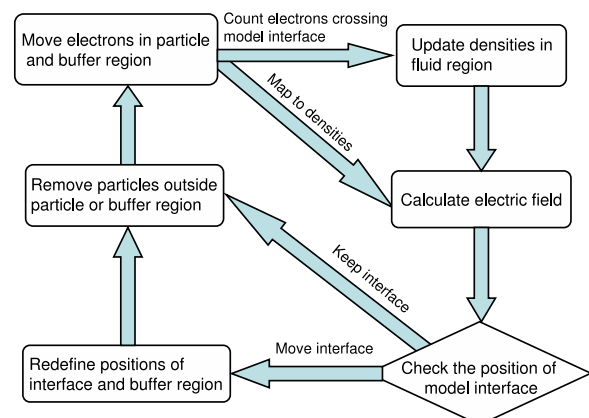 Count electrons crossing
model interface
Move electrons in particle
and buffer region
Update densities in
fluid region
Map to densities
Remove particles outside
particle or buffer region
Calculate electric field
Keep interface
Move interface
Redefine positions of
interface and buffer region
Check the position of
model interface